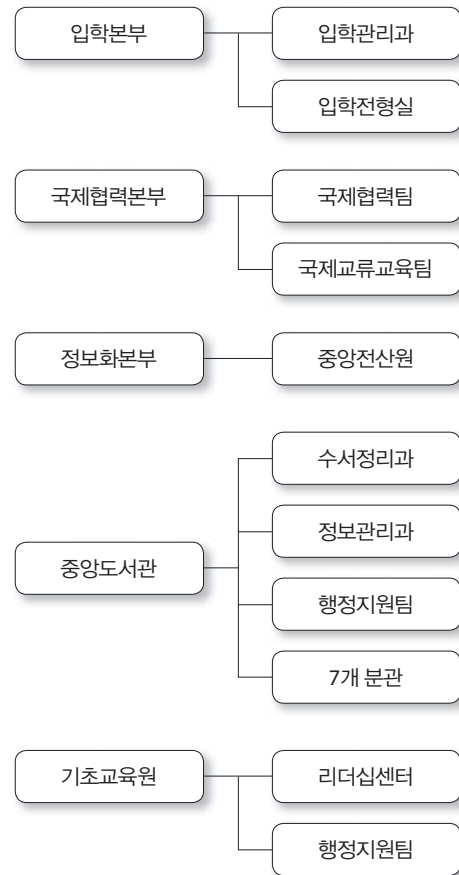 입학본부
입학관리과
입학전형실
국제협력본부
국제협력팀
국제교류교육팀
정보화본부
중앙전산원
중앙도서관
수서정리과
정보관리과
행정지원팀
7개 분관
기초교육원
리더십센터
행정지원팀